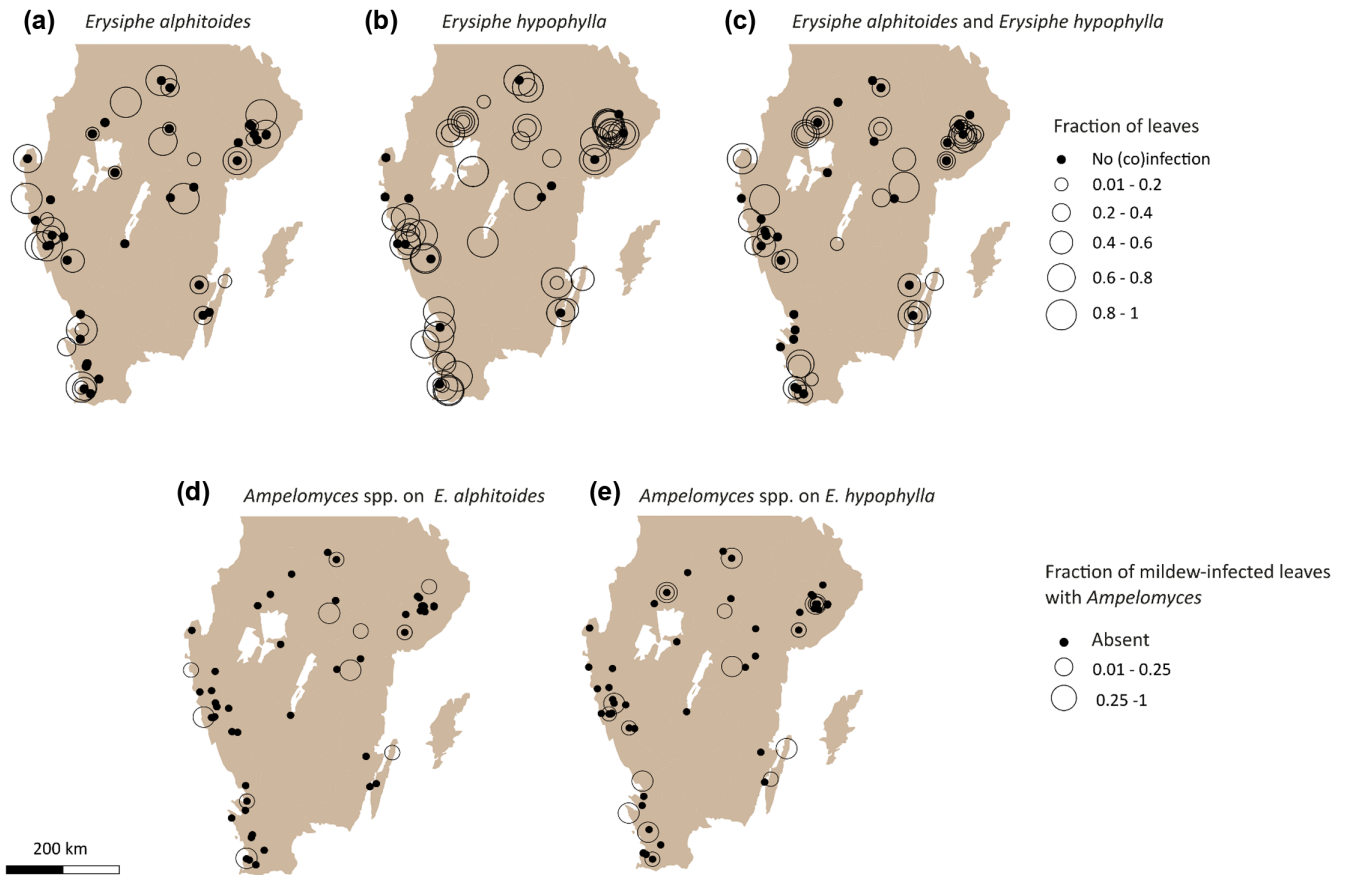 (a) Erysiphe alphitoides
(b) Erysiphe hypophylla
(c) Erysiphe alphitoides and Erysiphe hypophylla
Fraction of leaves
No (co)infection
0.01 - 0.2
0.2 - 0.4
0.4 - 0.6
0.6 - 0.8
0.8 - 1
(d) Ampelomyces spp. on E. alphitoides
(e) Ampelomyces spp. on E. hypophylla
Fraction of mildew-infected leaves
with Ampelomyces
Absent
0.01 - 0.25
0.25 -1
200 km